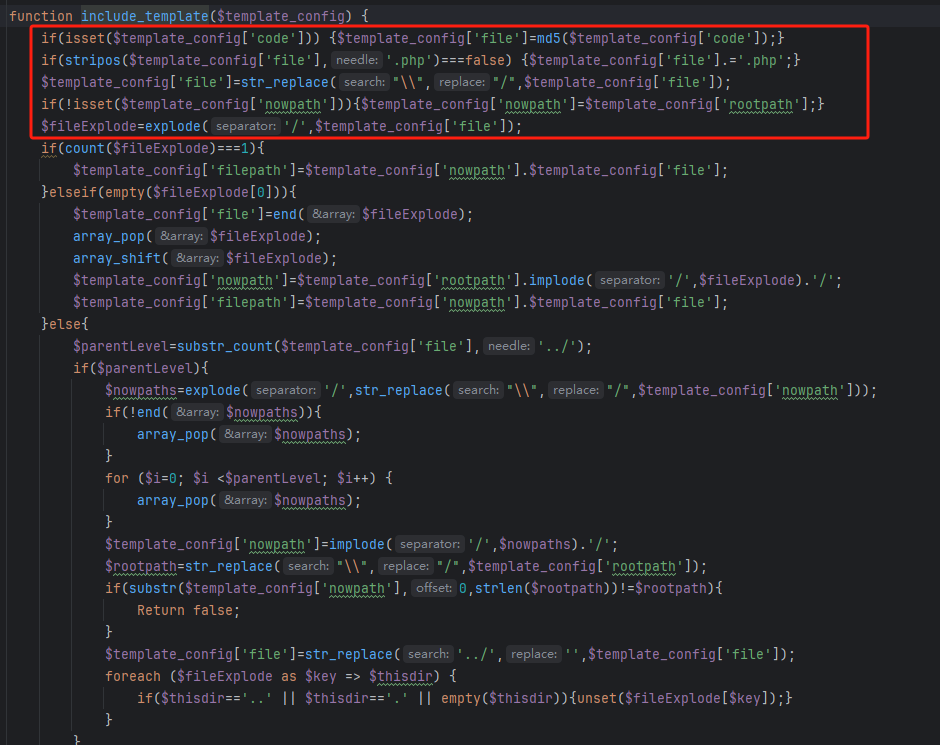 function include_template($template_config) {
if(isset($template_config['code'])) {$template_config['file']=md5($template_config['code']);}
if(stripos($template_config['file'], needle: '.php')===false) {$template_config['file'].='.php';}
$template_config['file']=str_replace( search: "\\", replace: "/",$template_config['file']);
if(!isset($template_config['nowpath'])){$template_config['nowpath']=$template_config['rootpath'];}
$fileExplode=explode( separator: '/',$template_config['file']);
if(count($fileExplode)===1){
$template_config['filepath']=$template_config['nowpath'].$template_config['file'];
}elseif(empty($fileExplode[0])){
$template_config['file']=end( &array: $fileExplode);
array_pop( &array: $fileExplode);
array_shift( &array: $fileExplode);
$template_config['nowpath']=$template_config['rootpath'].implode( separator: '/',$fileExplode).'/';
$template_config['filepath']=$template_config['nowpath'].$template_config['file'];
}else{
$parentLevel=substr_count($template_config['file'], needle: '../');
if($parentLevel){
$nowpaths=explode( separator: '/',str_replace( search: "\\", replace: "/",$template_config['nowpath']));
if(!end( &array: $nowpaths)){
array_pop( &array: $nowpaths);
}
for ($i=0; $i <$parentLevel; $i++) {
array_pop( &array: $nowpaths);
}
$template_config['nowpath']=implode( separator: '/',$nowpaths).'/';
$rootpath=str_replace( search: "\\", replace: "/",$template_config['rootpath']);
if(substr($template_config['nowpath'], offset: 0,strlen($rootpath))!=$rootpath){
Return false;
}
$template_config['file']=str_replace( search: '../', replace: '',$template_config['file']);
foreach ($fileExplode as $key => $thisdir) {
if($thisdir=='..' || $thisdir=='.' || empty($thisdir)){unset($fileExplode[$key]);}
}
}